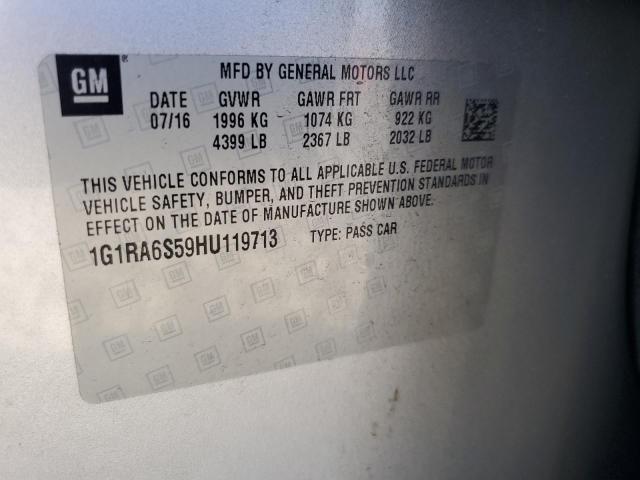 GM ®
MFD BY GENERAL MOTORS LLC
DATE GVWR GAWR FRT GAWR RR
07/16 1996 KG 1074 KG 922 KG
4399 LB 2367 LB 2032 LB
THIS VEHICLE CONFORMS TO ALL APPLICABLE U.S. FEDERAL MOTOR
VEHICLE SAFETY, BUMPER, AND THEFT PREVENTION STANDARDS IN
EFFECT ON THE DATE OF MANUFACTURE SHOWN ABOVE.
1G1RA6S59HU119713 TYPE: PASS CAR